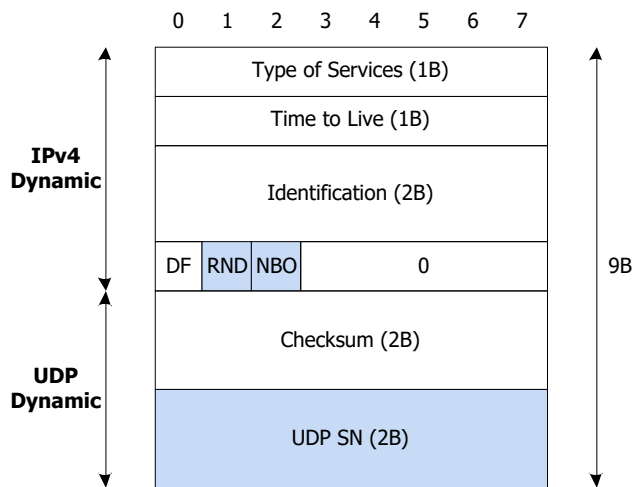 0 1 2 3 4 5 6 7
Type of Services (1B)
Time to Live (1B)
IPv4
Dynamic
Identification (2B)
DF RND NBO 0
9B
Checksum (2B)
UDP
Dynamic
UDP SN (2B)